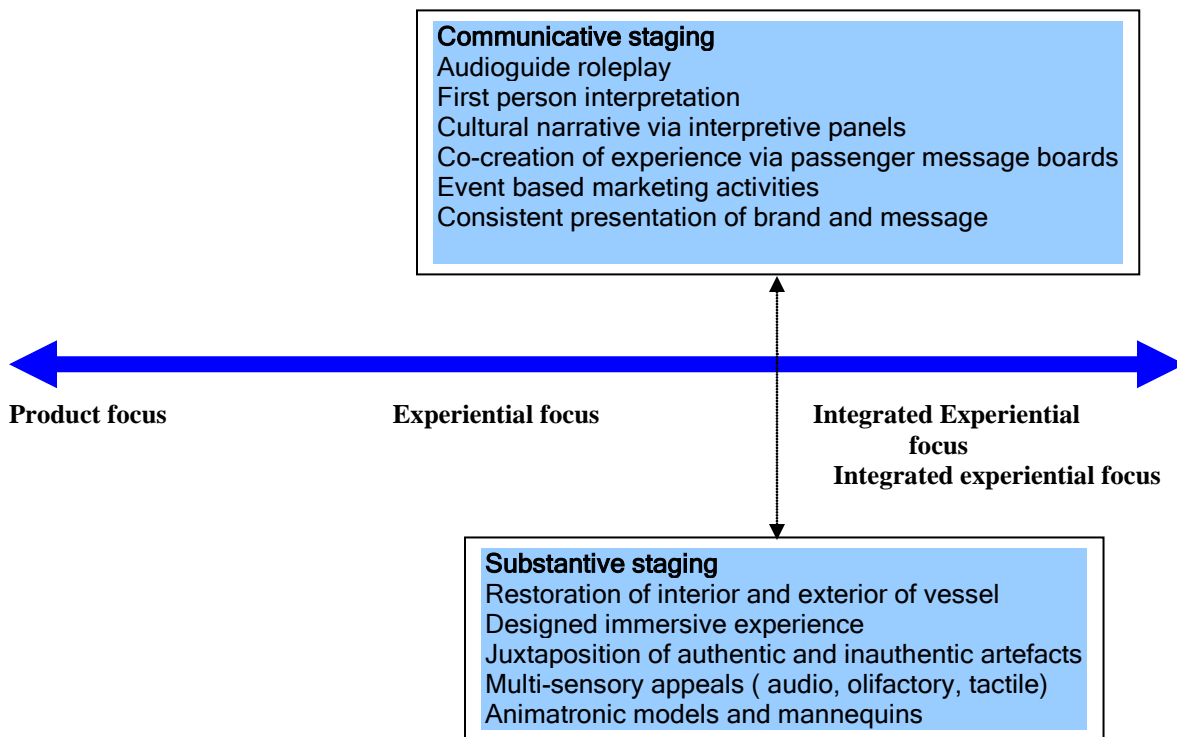 Communicative staging
Audioguide roleplay
First person interpretation
Cultural narrative via interpretive panels
Co-creation of experience via passenger message boards
Event based marketing activities
Consistent presentation of brand and message
Product focus
Experiential focus
Integrated Experiential
focus
Integrated experiential focus
Substantive staging
Restoration of interior and exterior of vessel
Designed immersive experience
Juxtaposition of authentic and inauthentic artefacts
Multi-sensory appeals ( audio, olifactory, tactile)
Animatronic models and mannequins